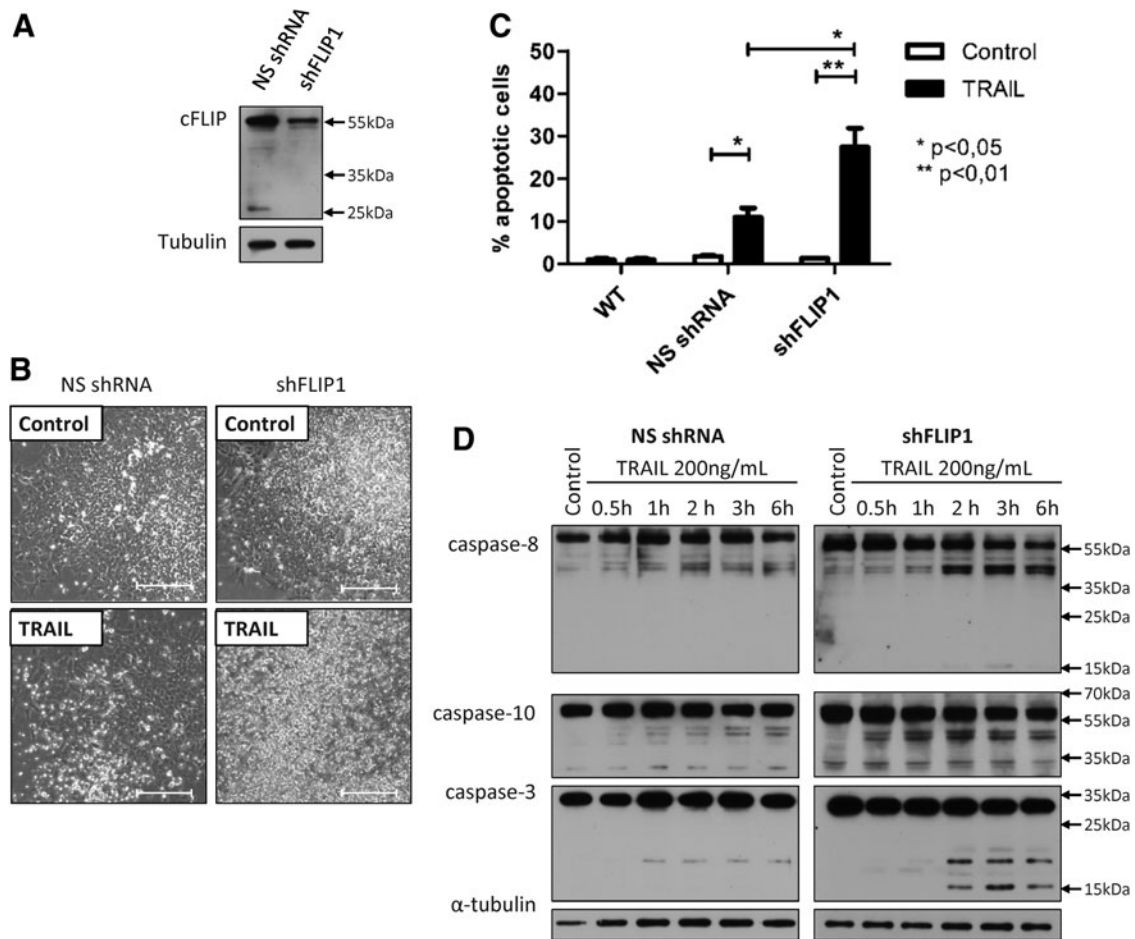 A
NS shRNA
shFLIP1
cFLIP
55kDa
35kDa
25kDa
Tubulin
B
NS shRNA
shFLIP1
Control
Control
TRAIL
TRAIL
C
% apoptotic cells
50
40
30
20
10
0
WT
NS shRNA
shFLIP1
*
*
**
Control
TRAIL
* p<0,05
** p<0,01
D
NS shRNA
shFLIP1
TRAIL 200ng/mL
TRAIL 200ng/mL
Control 0.5h 1h 2 h 3h 6h
Control 0.5h 1h 2 h 3h 6h
caspase-8
55kDa
35kDa
25kDa
15kDa
caspase-10
70kDa
55kDa
35kDa
caspase-3
35kDa
25kDa
15kDa
α-tubulin